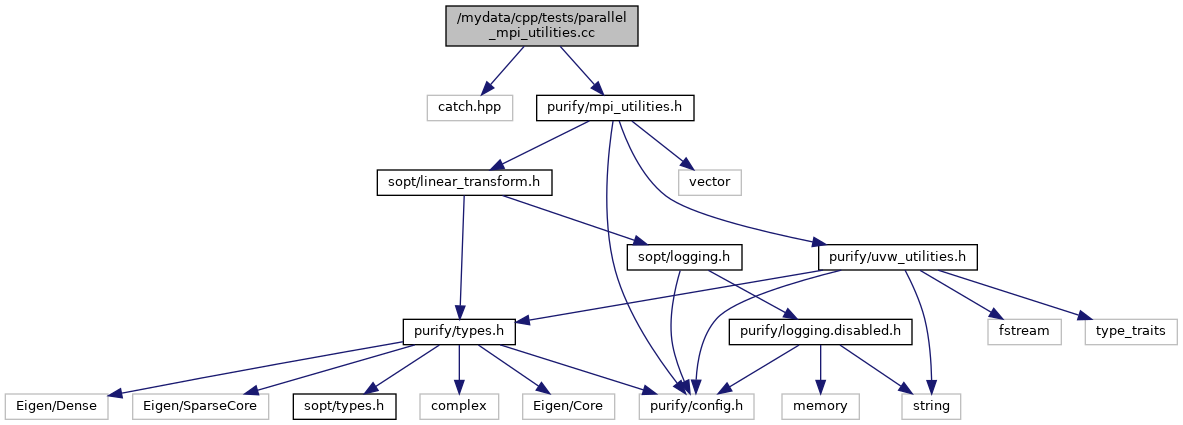 /mydata/cpp/tests/parallel
_mpi_utilities.cc
catch.hpp
purify/mpi_utilities.h
sopt/linear_transform.h
vector
sopt/logging.h
purify/uvw_utilities.h
purify/types.h
purify/logging.disabled.h
fstream
type_traits
Eigen/Dense
Eigen/SparseCore
sopt/types.h
complex
Eigen/Core
purify/config.h
memory
string